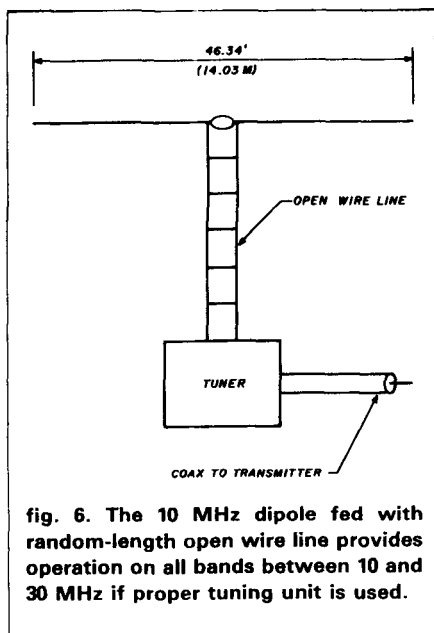 46.34'
(14.03 M)
OPEN WIRE LINE
TUNER
COAX TO TRANSMITTER
fig. 6. The 10 MHz dipole fed with
random-length open wire line provides
operation on all bands between 10 and
30 MHz if proper tuning unit is used.